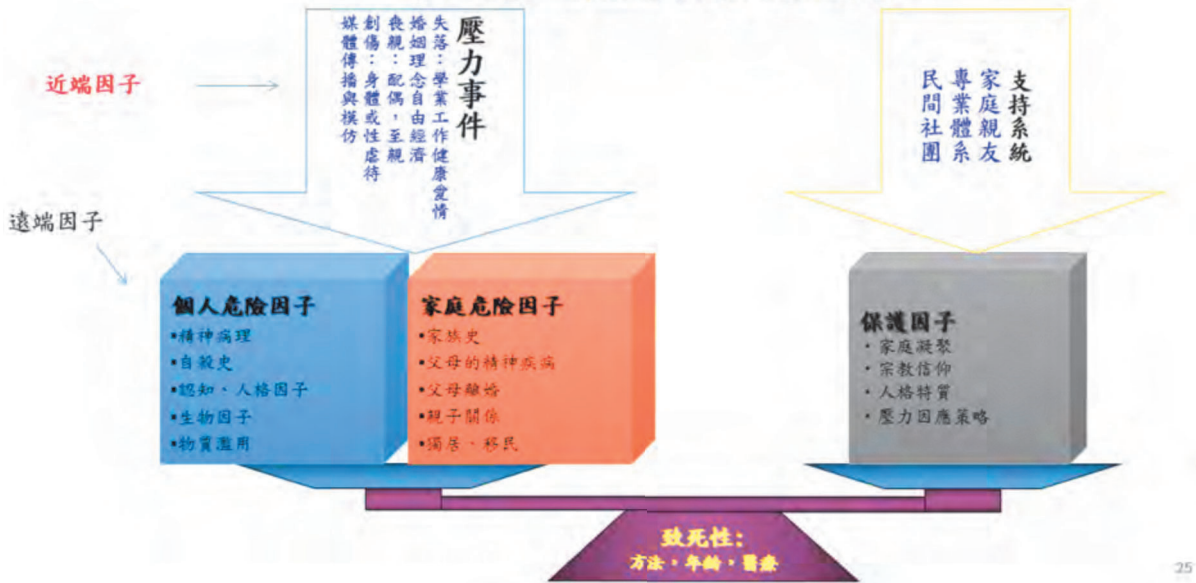 近端因子
壓力事件
失落：學業工作健康愛情
婚姻理念自由經濟
喪親：配偶，至親
創傷：身體或性虐待
媒體傳播與模仿
支持系統
家庭親友
專業體系
民間社團
遠端因子
個人危險因子
▪精神病理
▪自殺史
▪認知、人格因子
▪生物因子
▪物質濫用
家庭危險因子
▪家族史
▪父母的精神疾病
▪父母離婚
▪親子關係
▪獨居、移民
保護因子
• 家庭凝聚
• 宗教信仰
• 人格特質
• 壓力因應策略
致死性：
方法，年齡，醫療
25